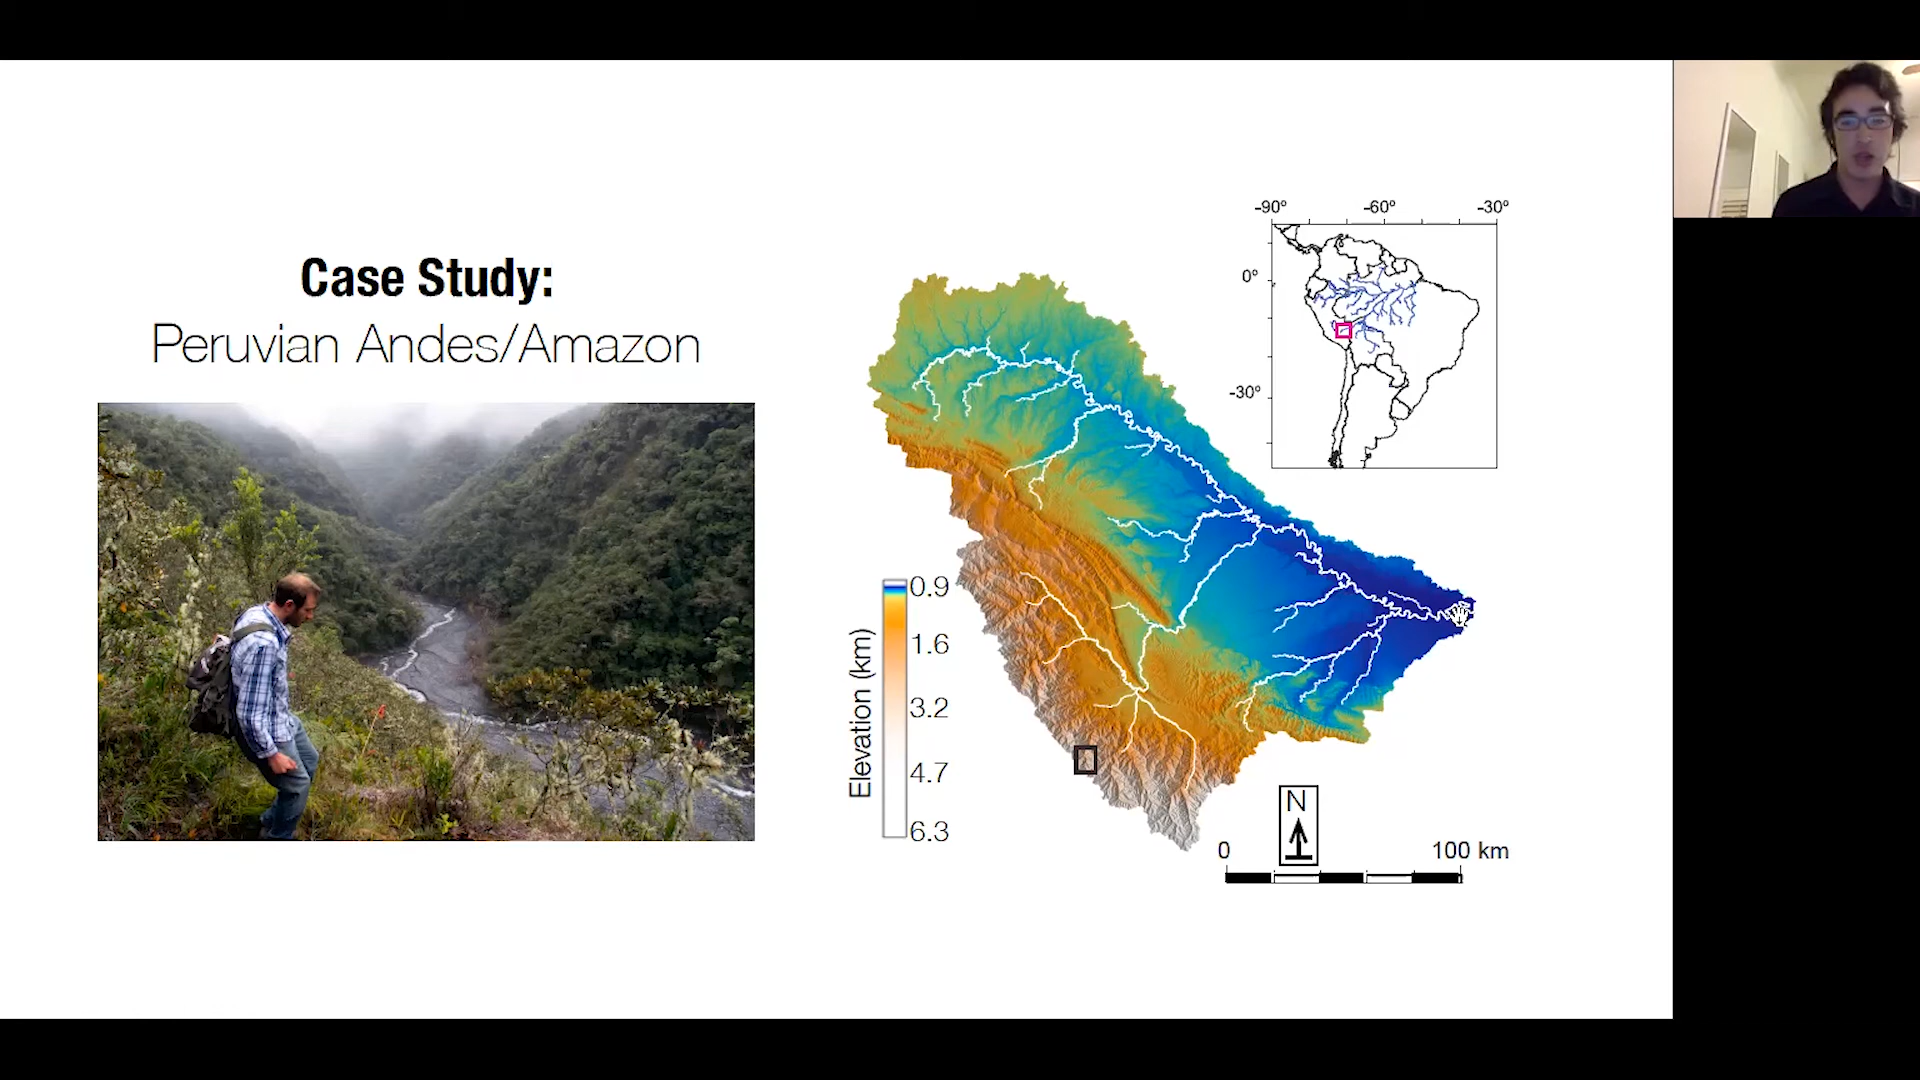 Case Study:
Peruvian Andes/Amazon
-90°
-60°
-30°
0°
-30°
Elevation (km)
0.9
1.6
3.2
4.7
6.3
N
0
100 km